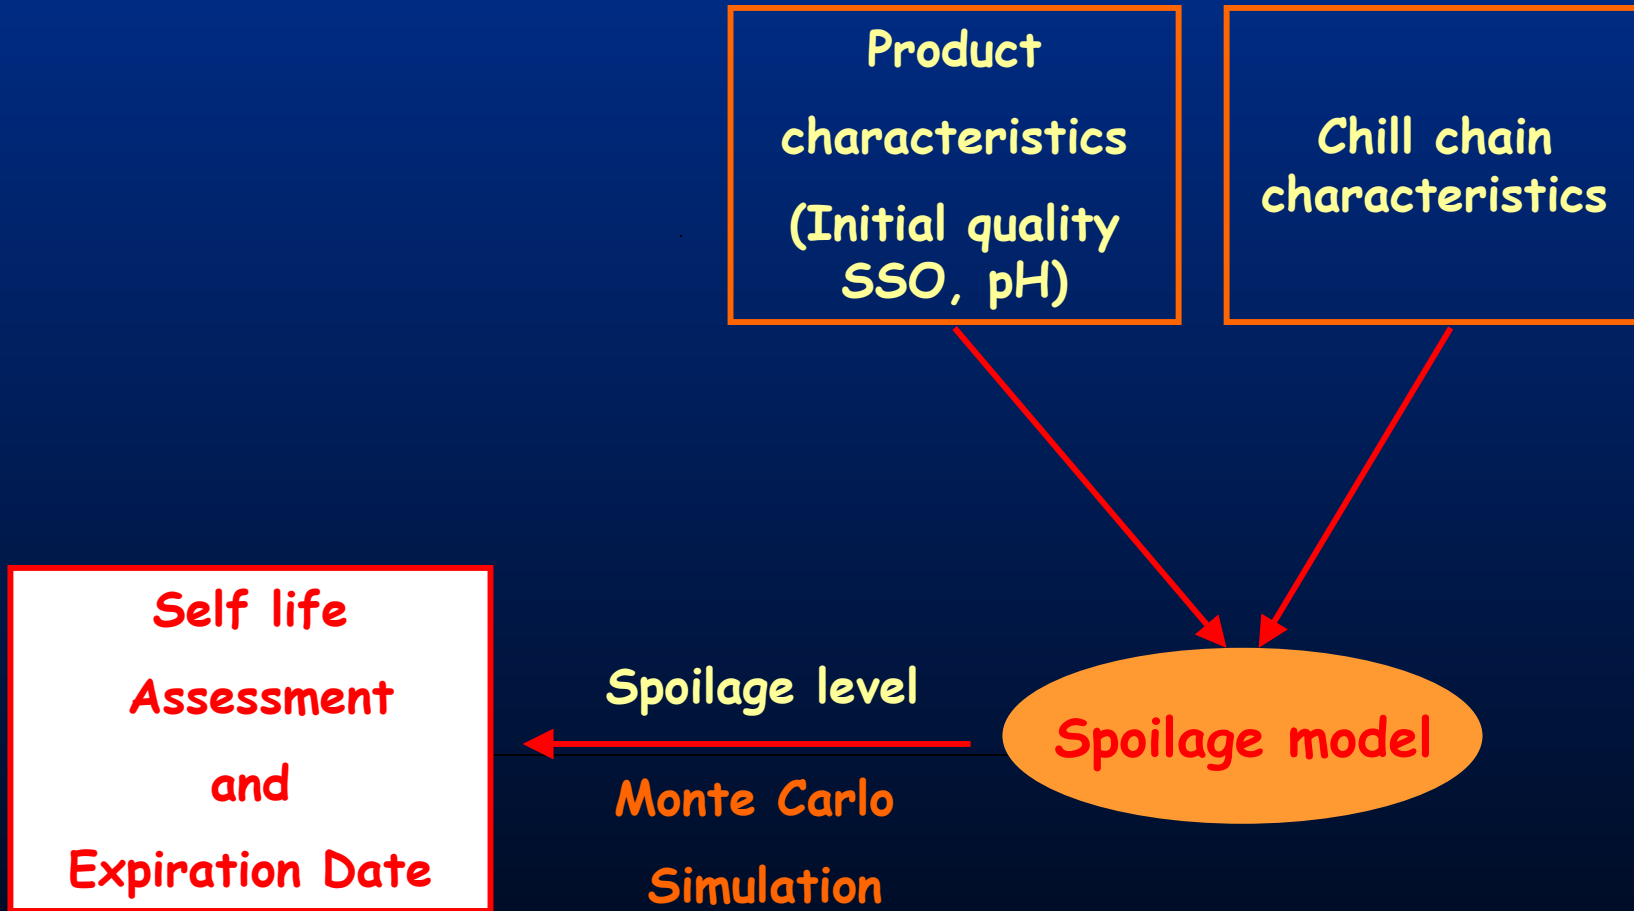 Product
characteristics
(Initial quality
SSO, pH)
Chill chain
characteristics
Self life
Assessment
and
Expiration Date
Spoilage level
Monte Carlo
Simulation
Spoilage model